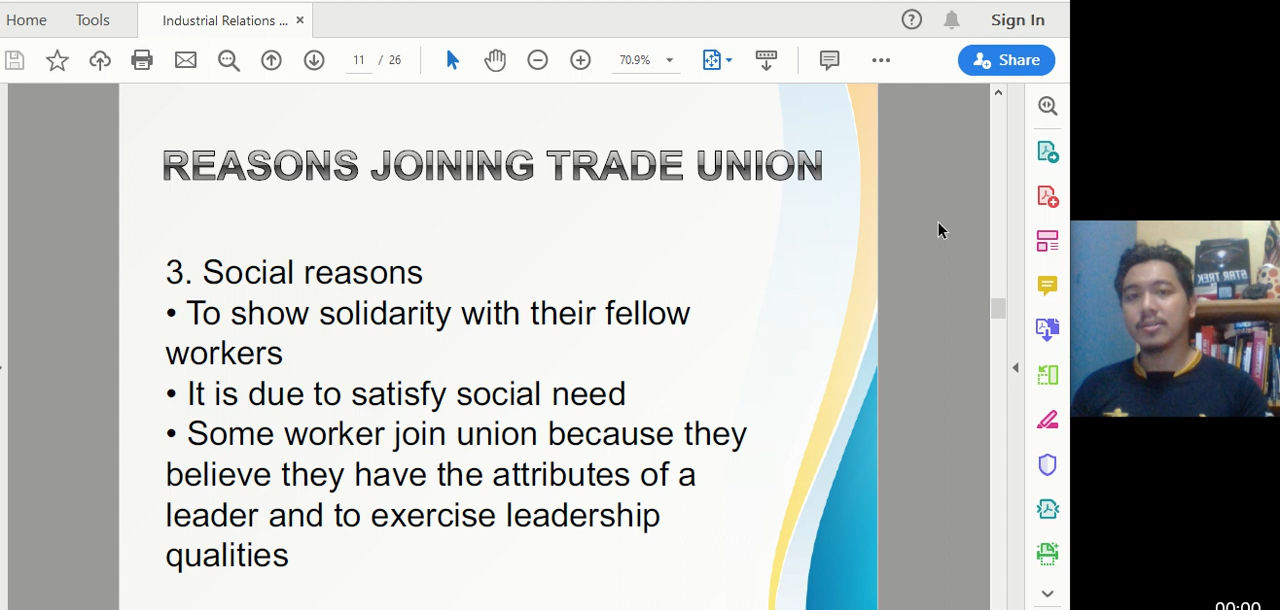 Home Tools Industrial Relations ... × Sign In
11 / 26 70.9% Share
REASONS JOINING TRADE UNION
3. Social reasons
• To show solidarity with their fellow
workers
• It is due to satisfy social need
• Some worker join union because they
believe they have the attributes of a
leader and to exercise leadership
qualities
STAR TREK
00:00